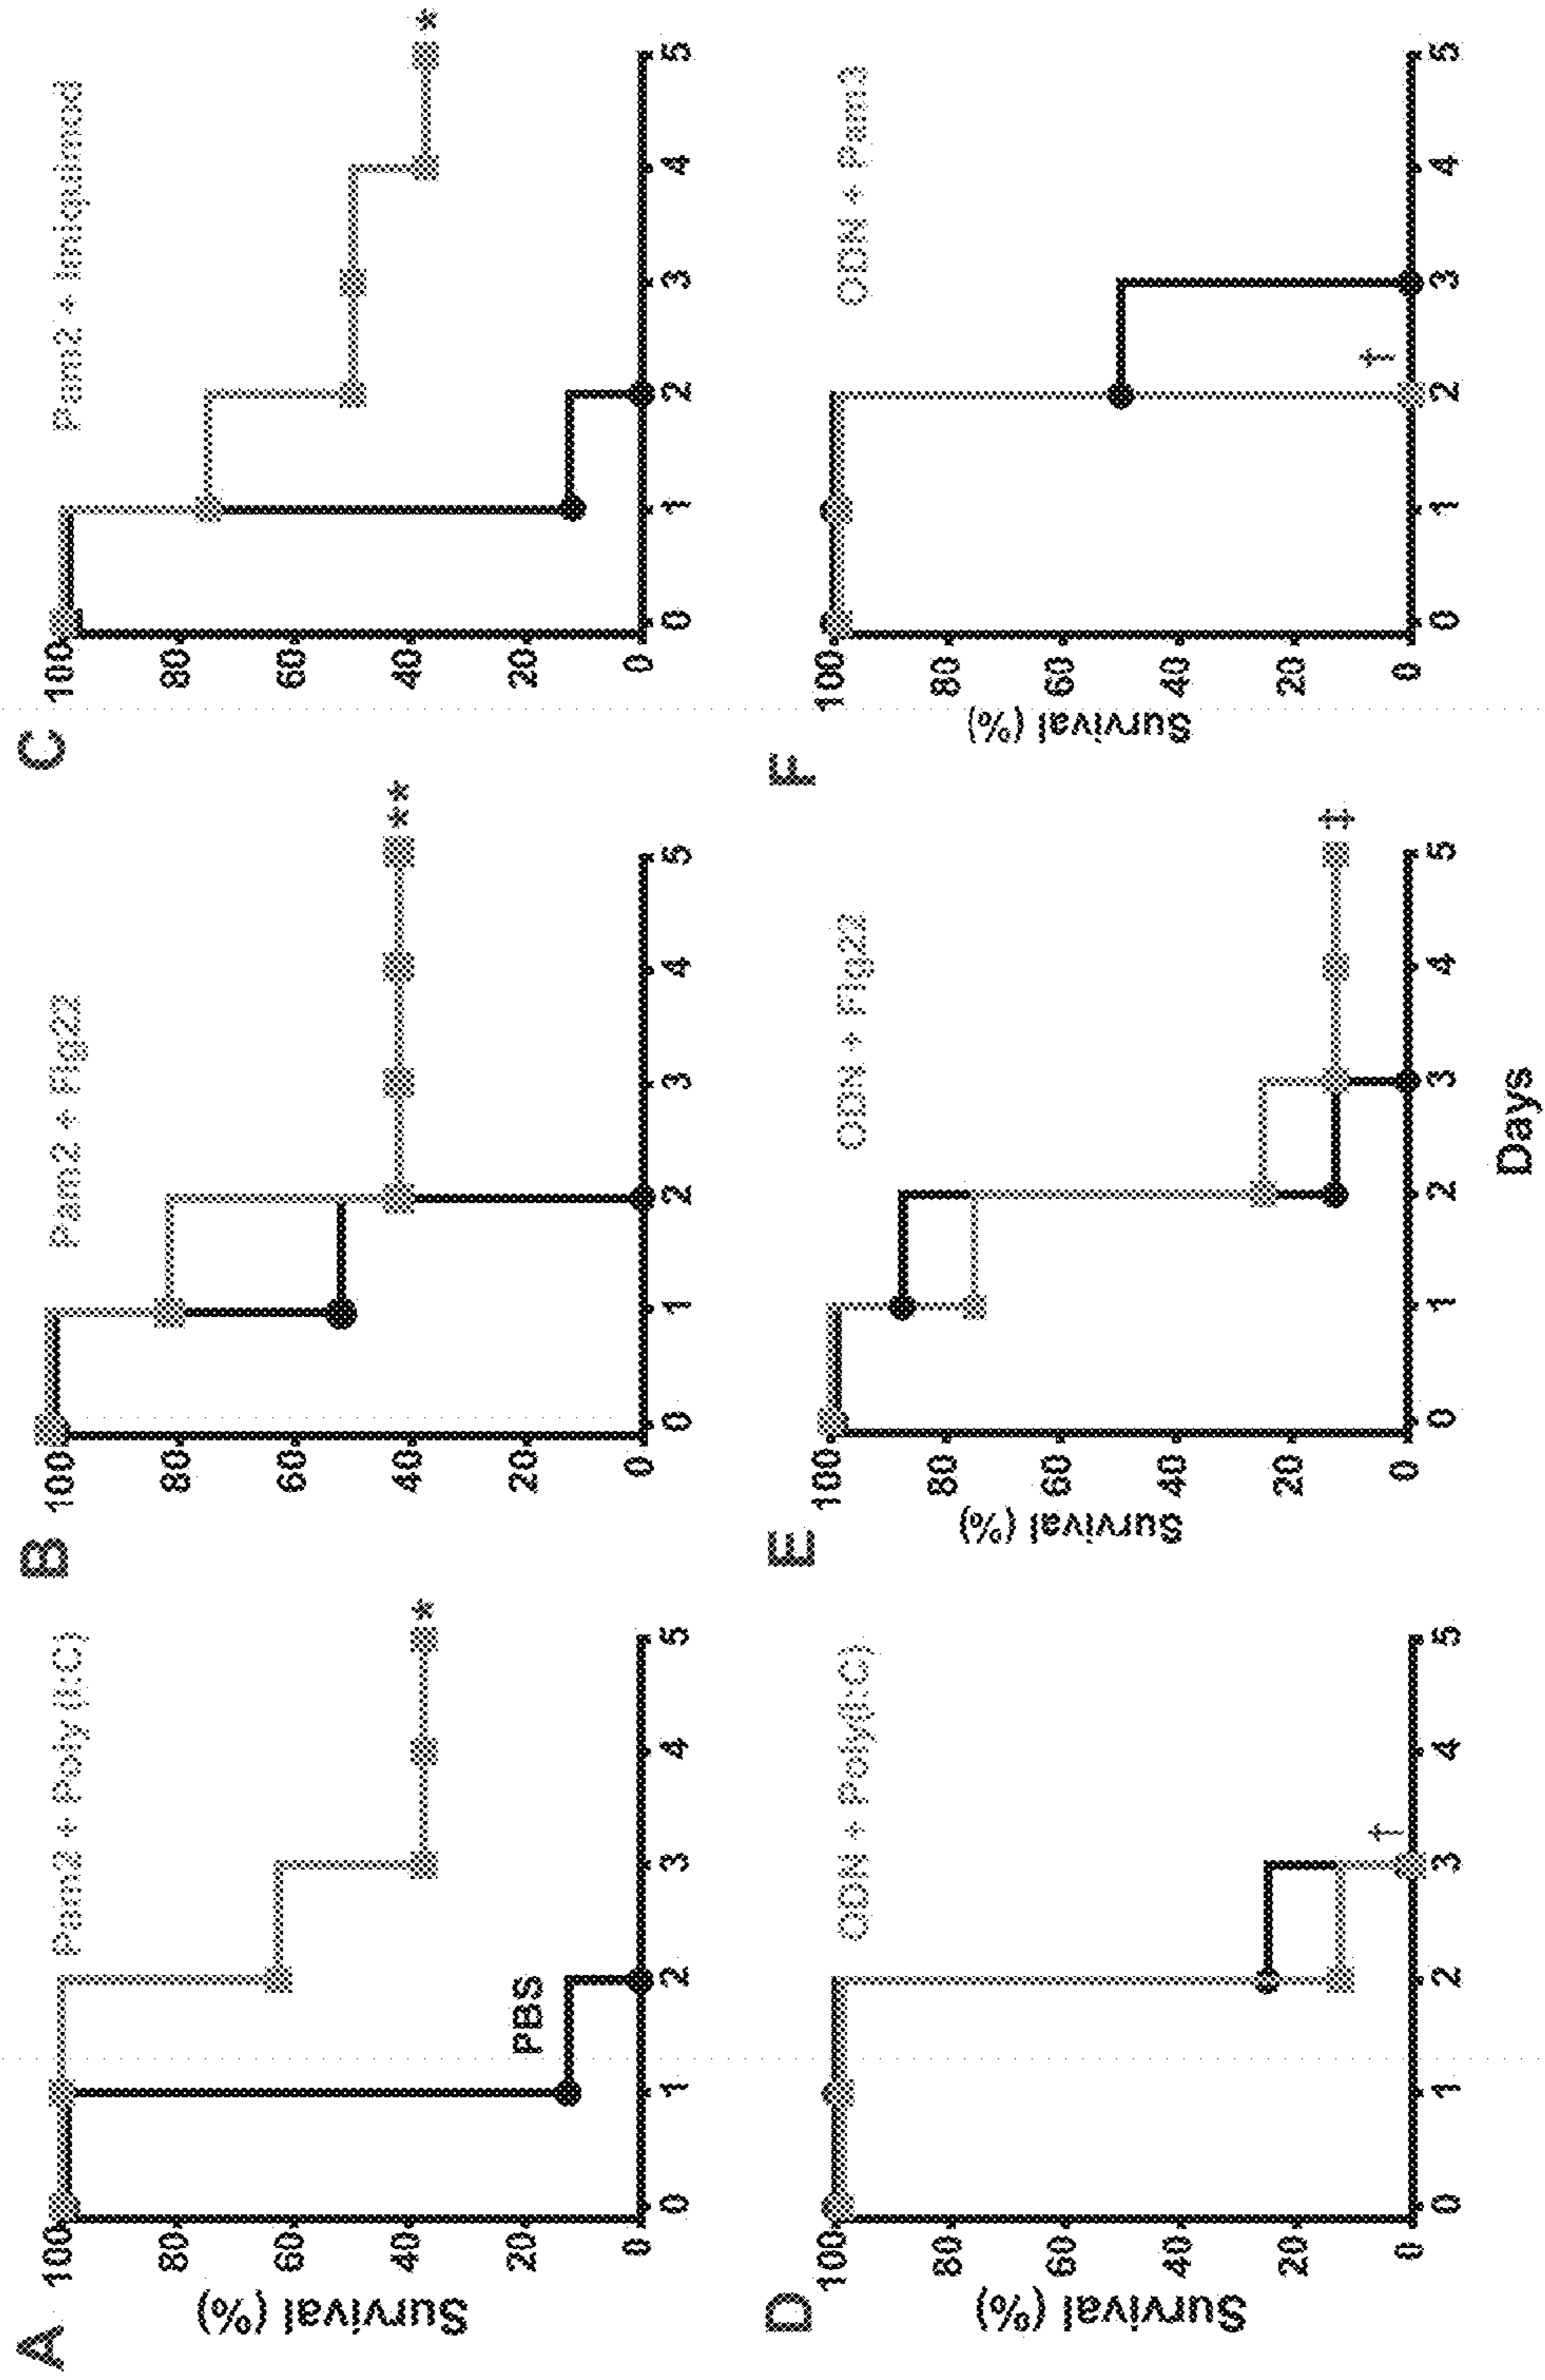 A
Pam2 + Poly (I:C)
Survival (%)
100
80
60
40
20
0
PBS
*
0 1 2 3 4 5
B
Pam2 + Flg22
100
80
60
40
20
0
**
0 1 2 3 4 5
C
Pam2 + Imiquimod
100
80
60
40
20
0
*
0 1 2 3 4 5
D
ODN + Poly(I:C)
Survival (%)
100
80
60
40
20
0
†
0 1 2 3 4 5
E
ODN + Flg22
Survival (%)
100
80
60
40
20
0
‡
0 1 2 3 4 5
Days
F
ODN + Pam3
Survival (%)
100
80
60
40
20
0
†
0 1 2 3 4 5